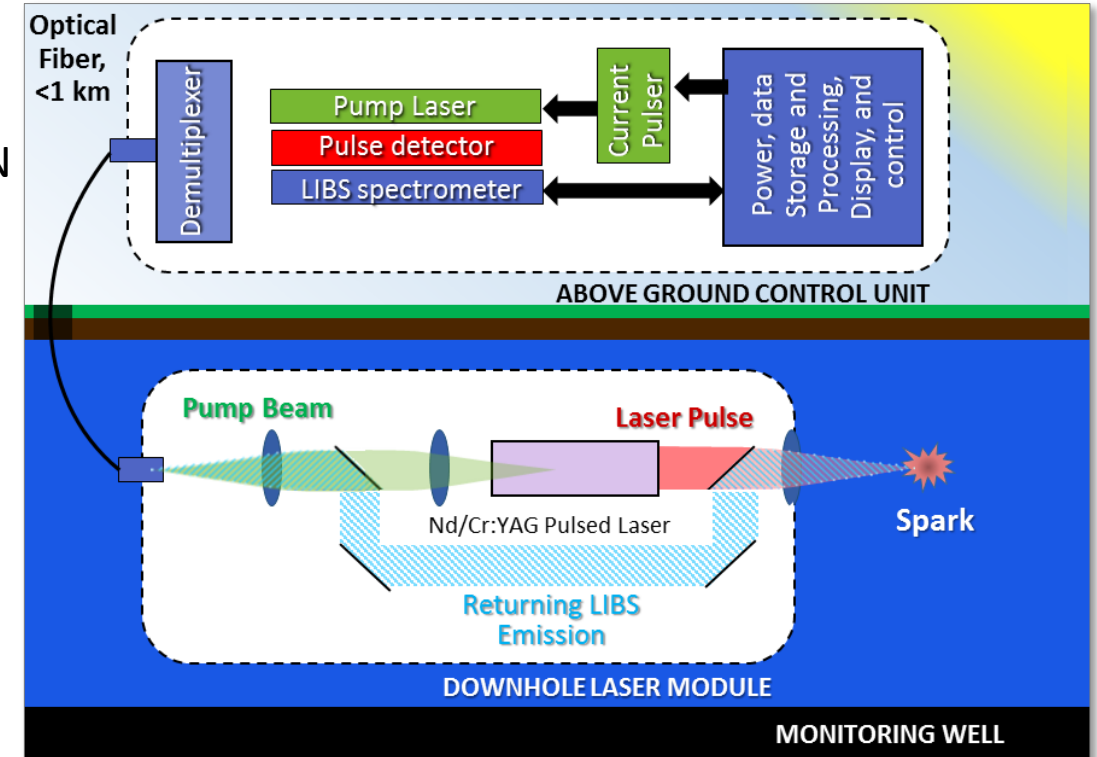 Optical
Fiber,
<1 km
N
Demultiplexer
Pump Laser
Pulse detector
LIBS spectrometer
Current
Pulser
Power, data
Storage and
Processing,
Display, and
control
ABOVE GROUND CONTROL UNIT
Pump Beam
Laser Pulse
Nd/Cr:YAG Pulsed Laser
Spark
Returning LIBS
Emission
DOWNHOLE LASER MODULE
MONITORING WELL